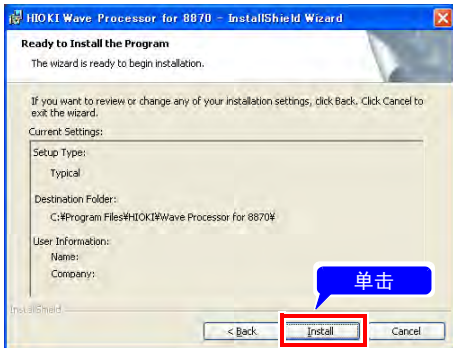 HIOKI Wave Processor for 8870 - InstallShield Wizard
Ready to Install the Program
The wizard is ready to begin installation.
If you want to review or change any of your installation settings, click Back. Click Cancel to
exit the wizard.
Current Settings:
Setup Type:
Typical
Destination Folder:
C:¥Program Files¥HIOKI¥Wave Processor for 8870¥
User Information:
Name:
Company:
单击
InstallShield
< Back
Install
Cancel